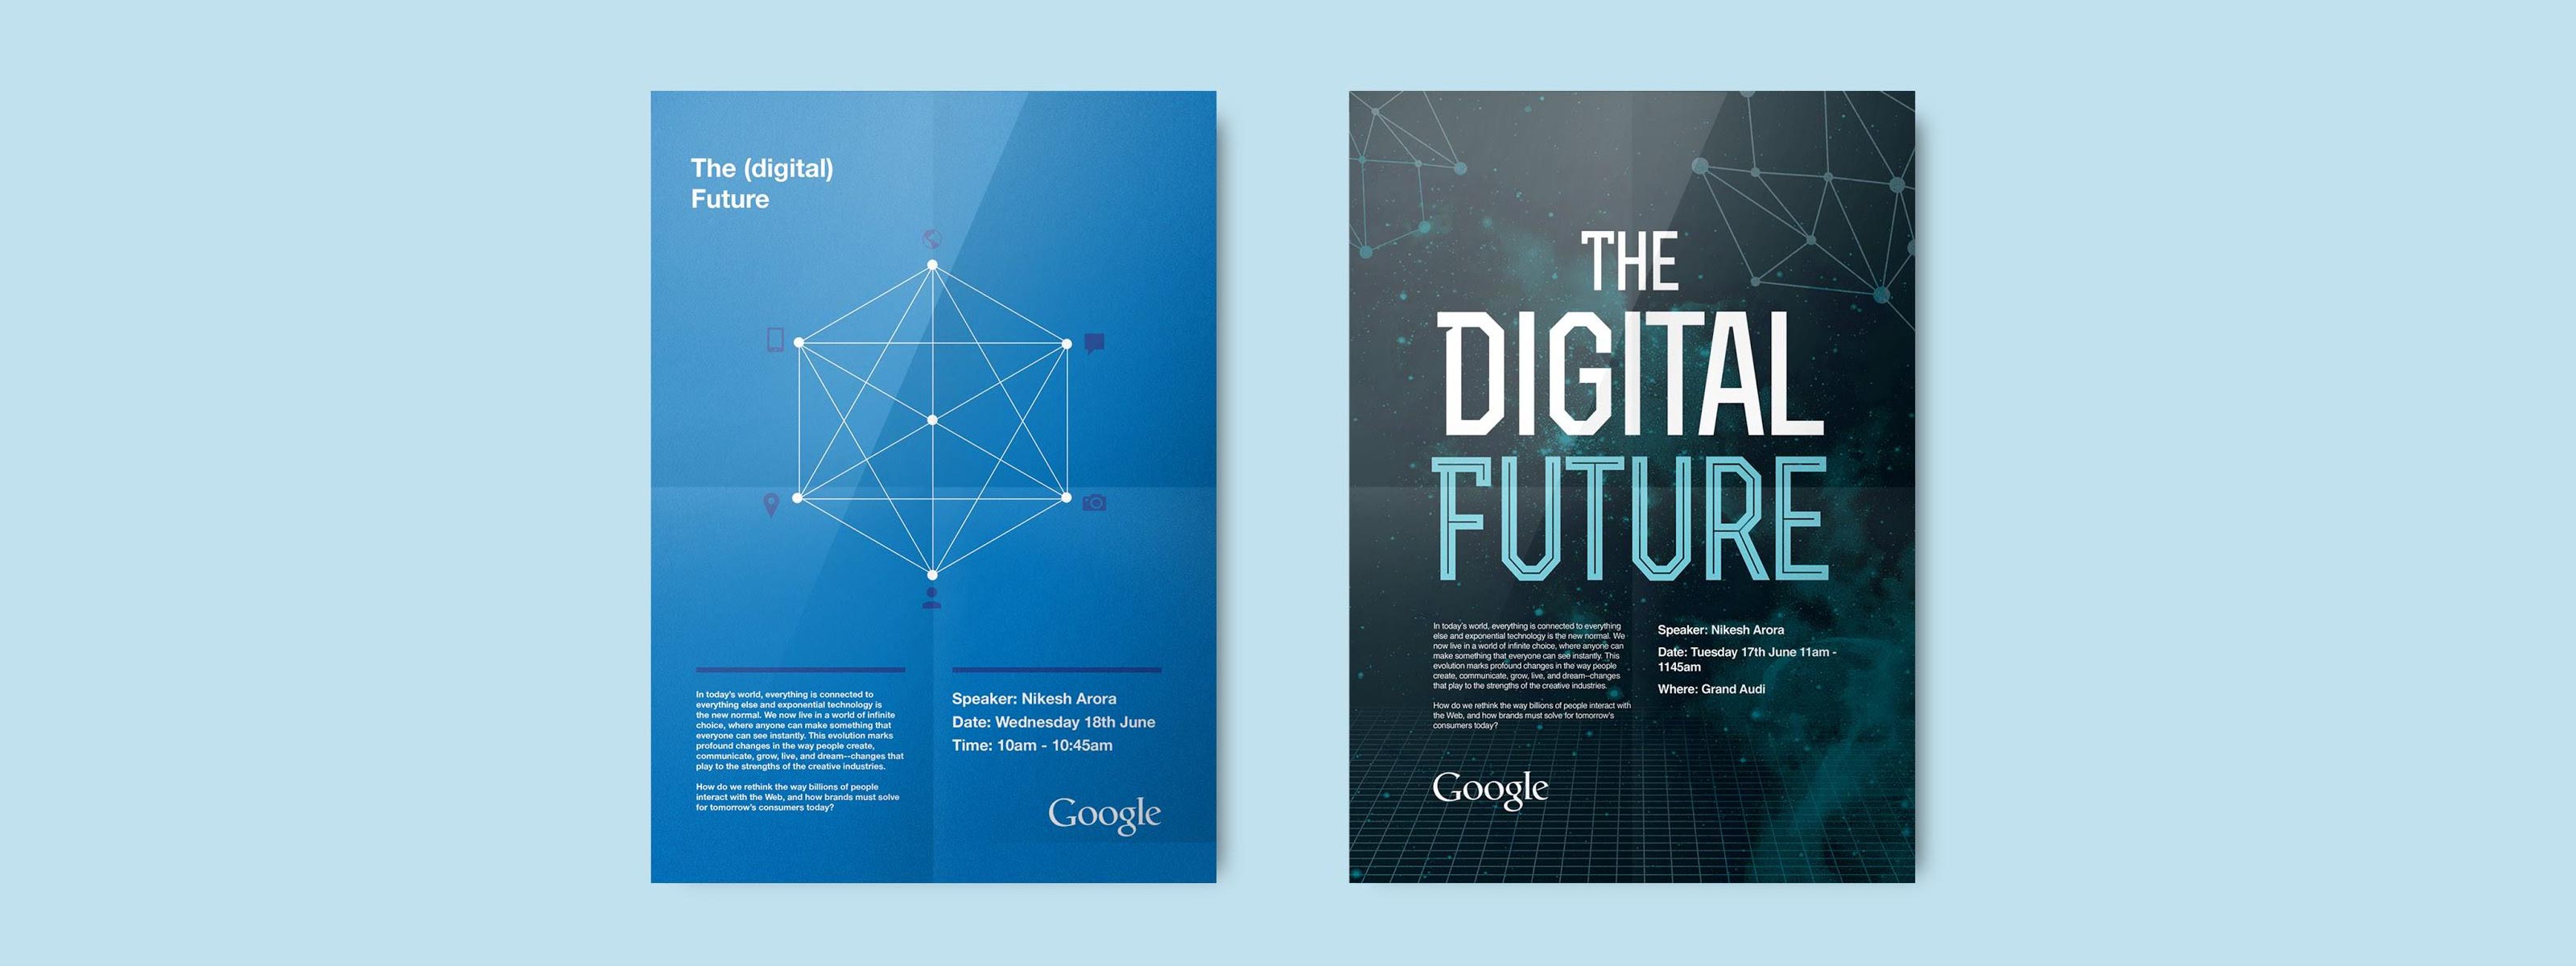 The (digital)
Future
In today's world, everything is connected to
everything else and exponential technology is
the new normal. We now live in a world of infinite
choice, where anyone can make something that
everyone can see instantly. This evolution marks
profound changes in the way people create,
communicate, grow, live, and dream--changes that
play to the strengths of the creative industries.
How do we rethink the way billions of people
interact with the Web, and how brands must solve
for tomorrow's consumers today?
Speaker: Nikesh Arora
Date: Wednesday 18th June
Time: 10am - 10:45am
Google
THE
DIGITAL
FUTURE
In today's world, everything is connected to everything
else and exponential technology is the new normal. We
now live in a world of infinite choice, where anyone can
make something that everyone can see instantly. This
evolution marks profound changes in the way people
create, communicate, grow, live, and dream--changes
that play to the strengths of the creative industries.
How do we rethink the way billions of people interact with
the Web, and how brands must solve for tomorrow's
consumers today?
Speaker: Nikesh Arora
Date: Tuesday 17th June 11am -
1145am
Where: Grand Audi
Google